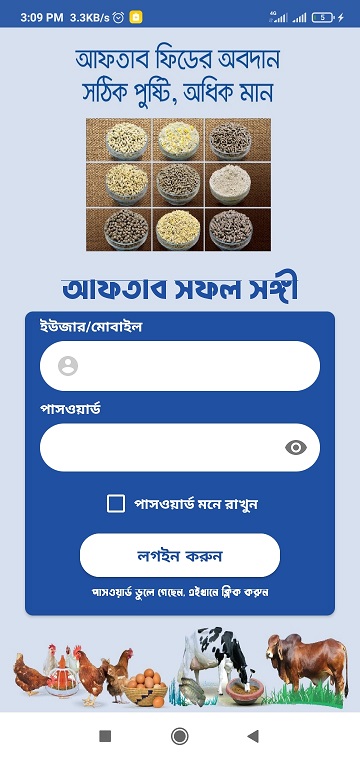 3:09 PM 3.3KB/s
4G
5
আফতাব ফিডের অবদান
সঠিক পুষ্টি, অধিক মান
আফতাব সফল সঙ্গী
ইউজার/মোবাইল
পাসওয়ার্ড
পাসওয়ার্ড মনে রাখুন
লগইন করুন
পাসওয়ার্ড ভুলে গেছেন, এইখানে ক্লিক করুন